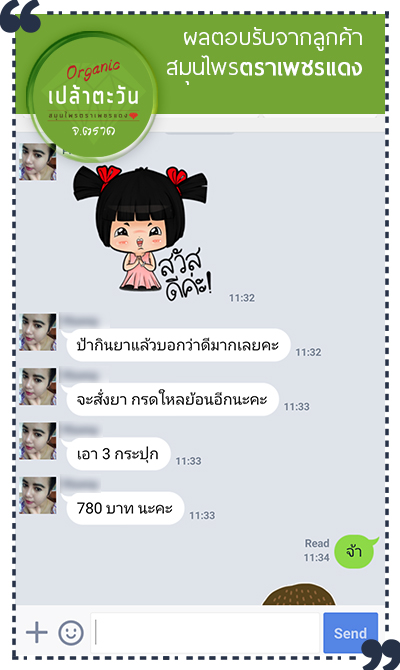 ผลตอบรับจากลูกค้า
สมุนไพรตราเพชรแดง
Organic
เปล้าตะวัน
สมุนไพรตราเพชรแดง
จ.ตราด
สวัส
ดีค่ะ!
11:32
ป้ากินยาแล้วบอกว่าดีมากเลยคะ
11:32
จะสั่งยา กรดใหลย้อนอีกนะคะ
11:33
เอา 3 กระปุก
11:33
780 บาท นะคะ
11:33
Read
11:34
จ้า
Send